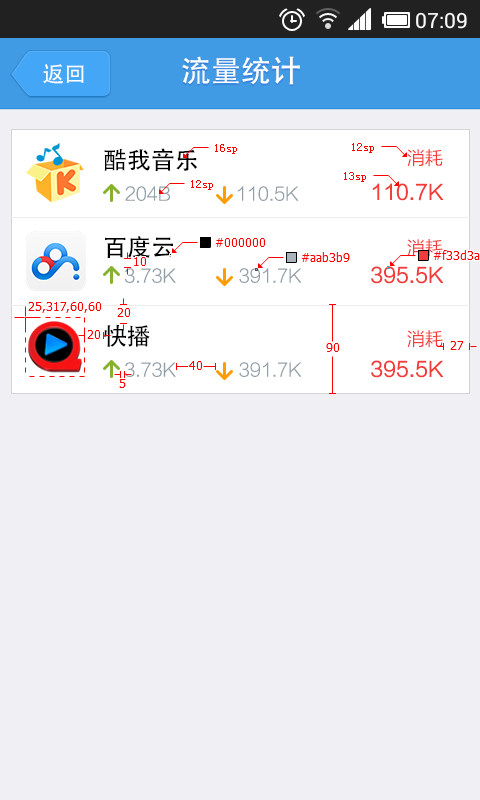 07:09
返回 流量统计
酷我音乐 16sp 12sp 消耗
204B 12sp 110.5K 13sp 110.7K
百度云 #000000 消耗
10 #aab3b9 #f33d3a
3.73K 391.7K 395.5K
25,317,60,60 20
快播 20 90 消耗 27
3.73K 40 391.7K 395.5K
5